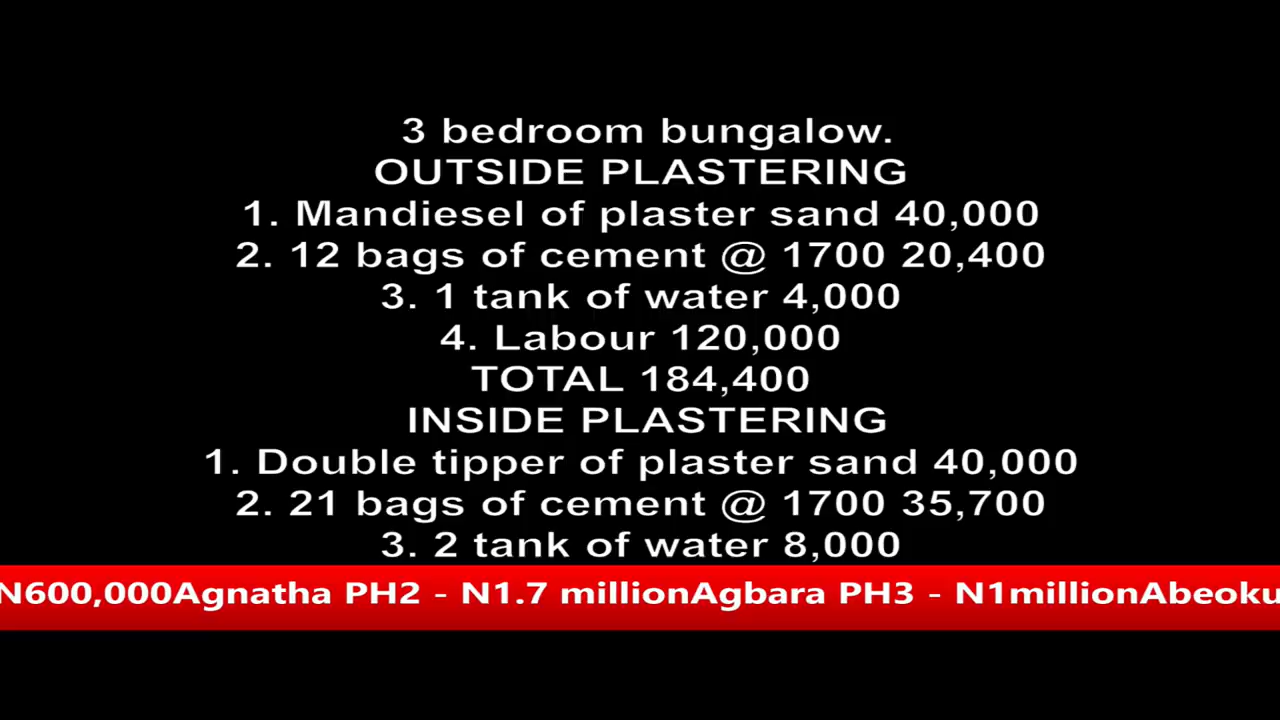 3 bedroom bungalow.
OUTSIDE PLASTERING
1. Mandiesel of plaster sand 40,000
2. 12 bags of cement @ 1700 20,400
3. 1 tank of water 4,000
4. Labour 120,000
TOTAL 184,400
INSIDE PLASTERING
1. Double tipper of plaster sand 40,000
2. 21 bags of cement @ 1700 35,700
3. 2 tank of water 8,000
N600,000Agnatha PH2 - N1.7 millionAgbara PH3 - N1millionAbeoku